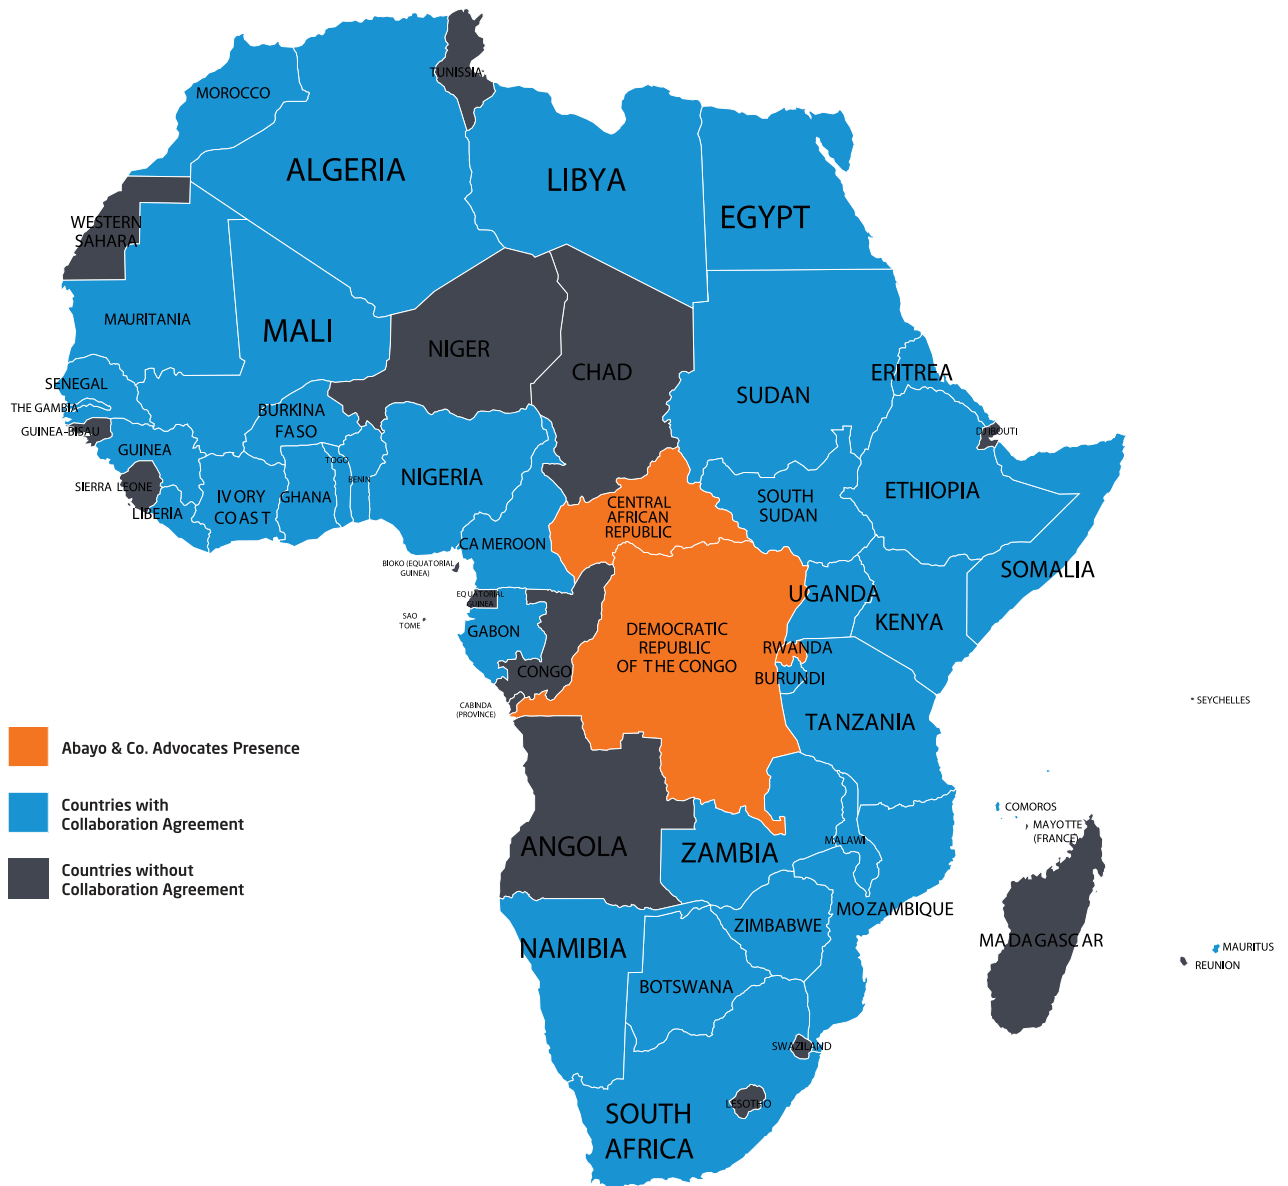 TUNISSIA
MOROCCO
ALGERIA
LIBYA
EGYPT
WESTERN
SAHARA
MAURITANIA
MALI
NIGER
CHAD
SUDAN
ERITREA
SENEGAL
THE GAMBIA
GUINEA-BISAU
BURKINA
FASO
GUINEA
SIERRA LEONE
LIBERIA
IVORY
COAST
GHANA
TOGO
BENIN
NIGERIA
DJIBOUTI
ETHIOPIA
SOUTH
SUDAN
CENTRAL
AFRICAN
REPUBLIC
CAMEROON
BIOKO (EQUATORIAL
GUINEA)
EQUATORIAL
GUINEA
SAO
TOME
GABON
CONGO
CABINDA
(PROVINCE)
DEMOCRATIC
REPUBLIC
OF THE CONGO
UGANDA
KENYA
SOMALIA
RWANDA
BURUNDI
TANZANIA
SEYCHELLES
Abayo & Co. Advocates Presence
Countries with
Collaboration Agreement
Countries without
Collaboration Agreement
ANGOLA
ZAMBIA
MALAWI
COMOROS
MAYOTTE
(FRANCE)
MOZAMBIQUE
ZIMBABWE
MADAGASCAR
MAURITUS
REUNION
NAMIBIA
BOTSWANA
SWAZILAND
LESOTHO
SOUTH
AFRICA